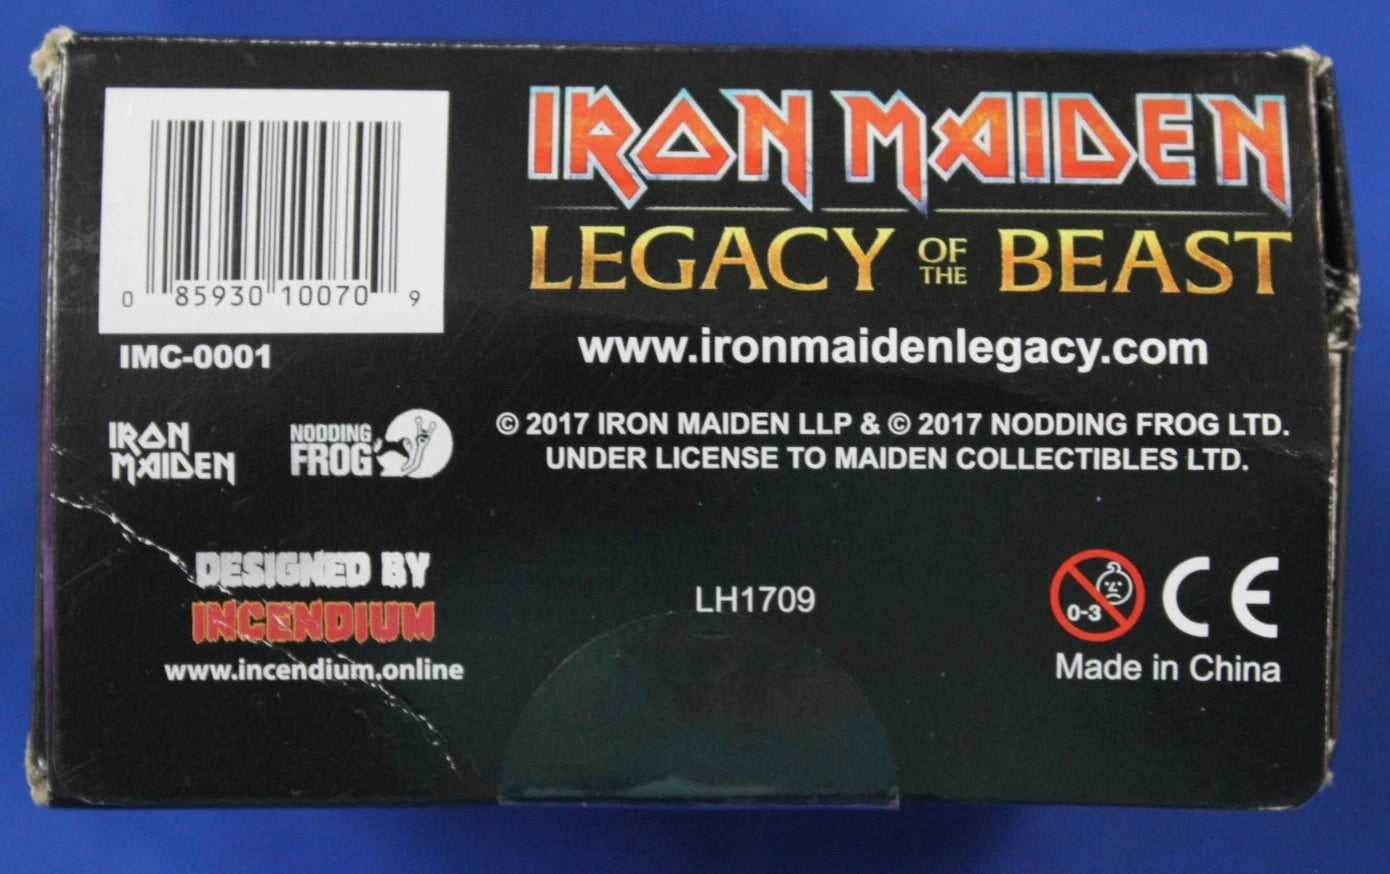 IRON MAIDEN
LEGACY OF THE BEAST
www.ironmaidenlegacy.com
0 85930 10070 9
IMC-0001
IRON
MAIDEN
NODDING
FROG
© 2017 IRON MAIDEN LLP & © 2017 NODDING FROG LTD.
UNDER LICENSE TO MAIDEN COLLECTIBLES LTD.
DESIGNED BY
INCENDIUM
www.incendium.online
LH1709
0-3
CE
Made in China